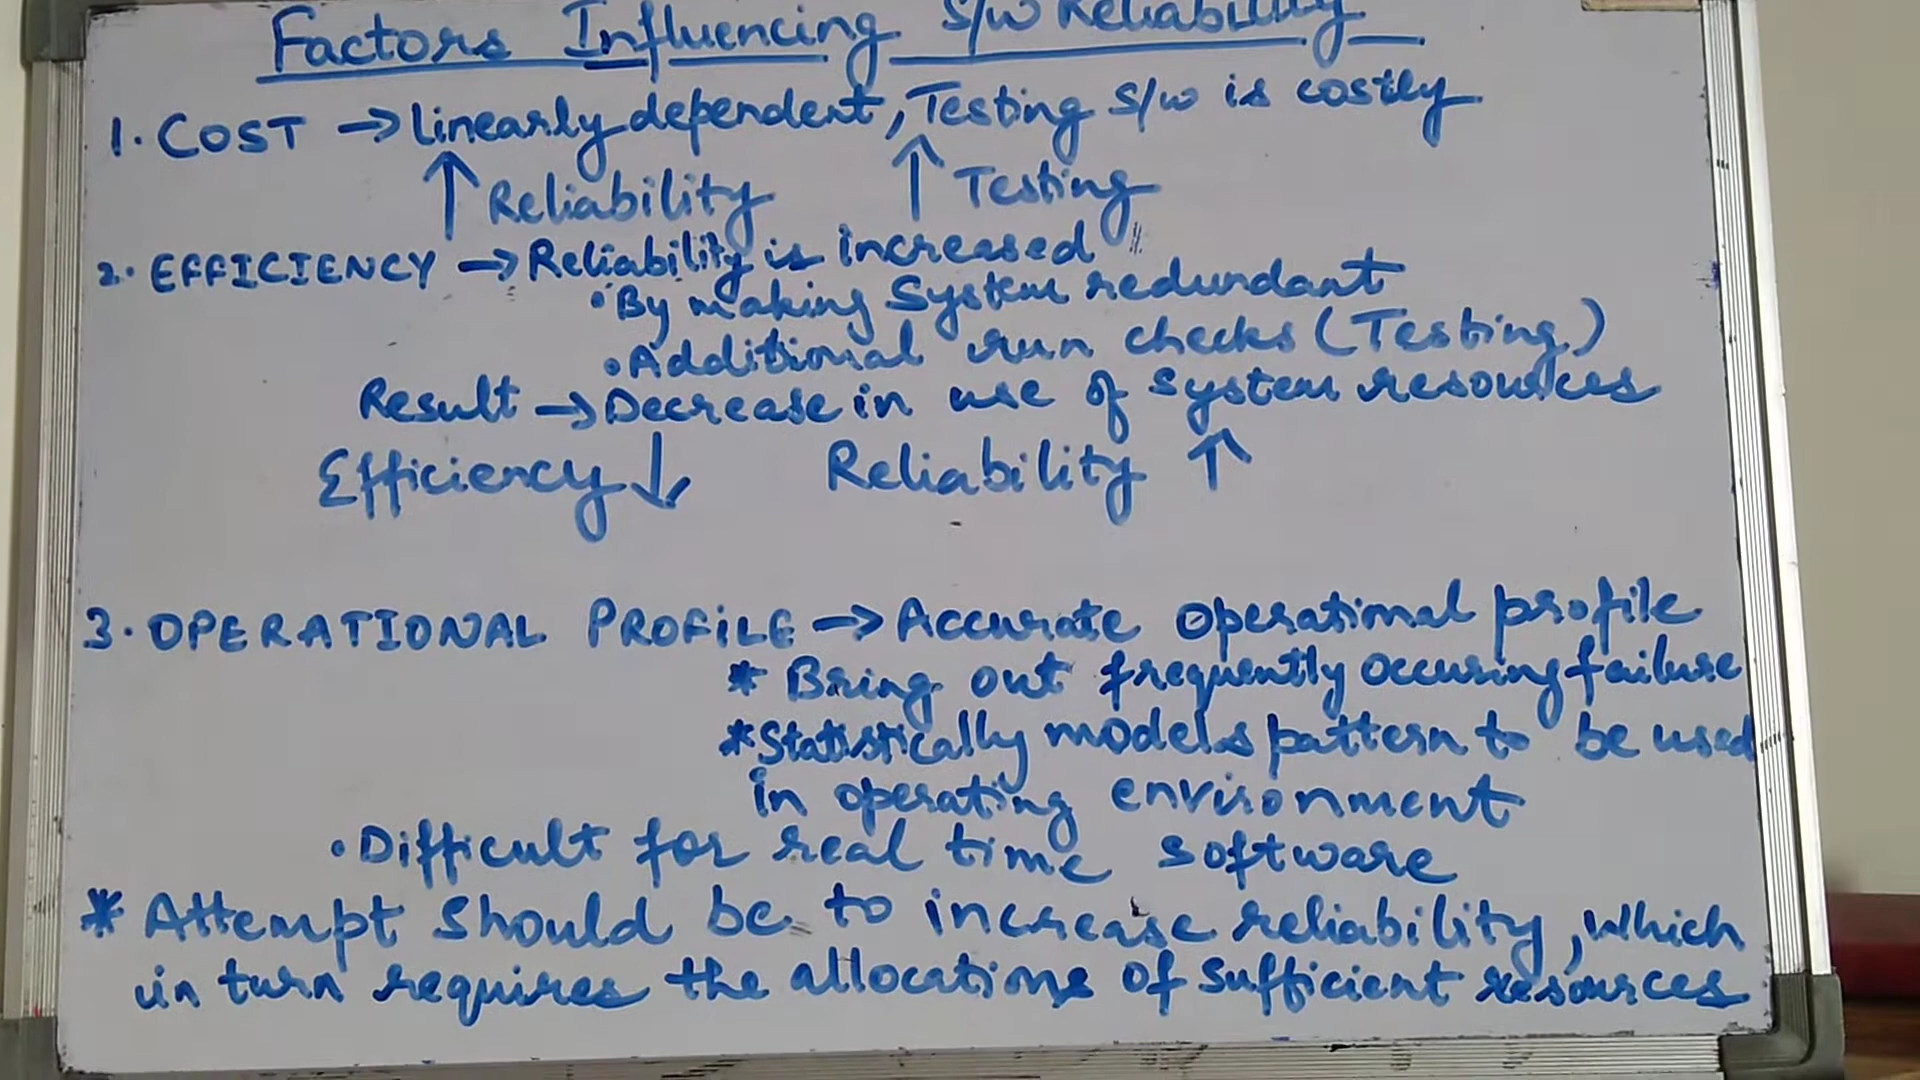 Factors Influencing S/W Reliability
1. COST → linearly dependent, Testing S/w is costly
↑ Reliability ↑ Testing
2. EFFICIENCY → Reliability is increased
• By making System redundant
• Additional run checks (Testing)
Result → Decrease in use of system resources
Efficiency ↓ Reliability ↑
3. OPERATIONAL PROFILE → Accurate operational profile
* Bring out frequently occuring failure
* Statistically models pattern to be used
in operating environment
• Difficult for real time software
* Attempt should be to increase reliability, which
in turn requires the allocations of sufficient resources